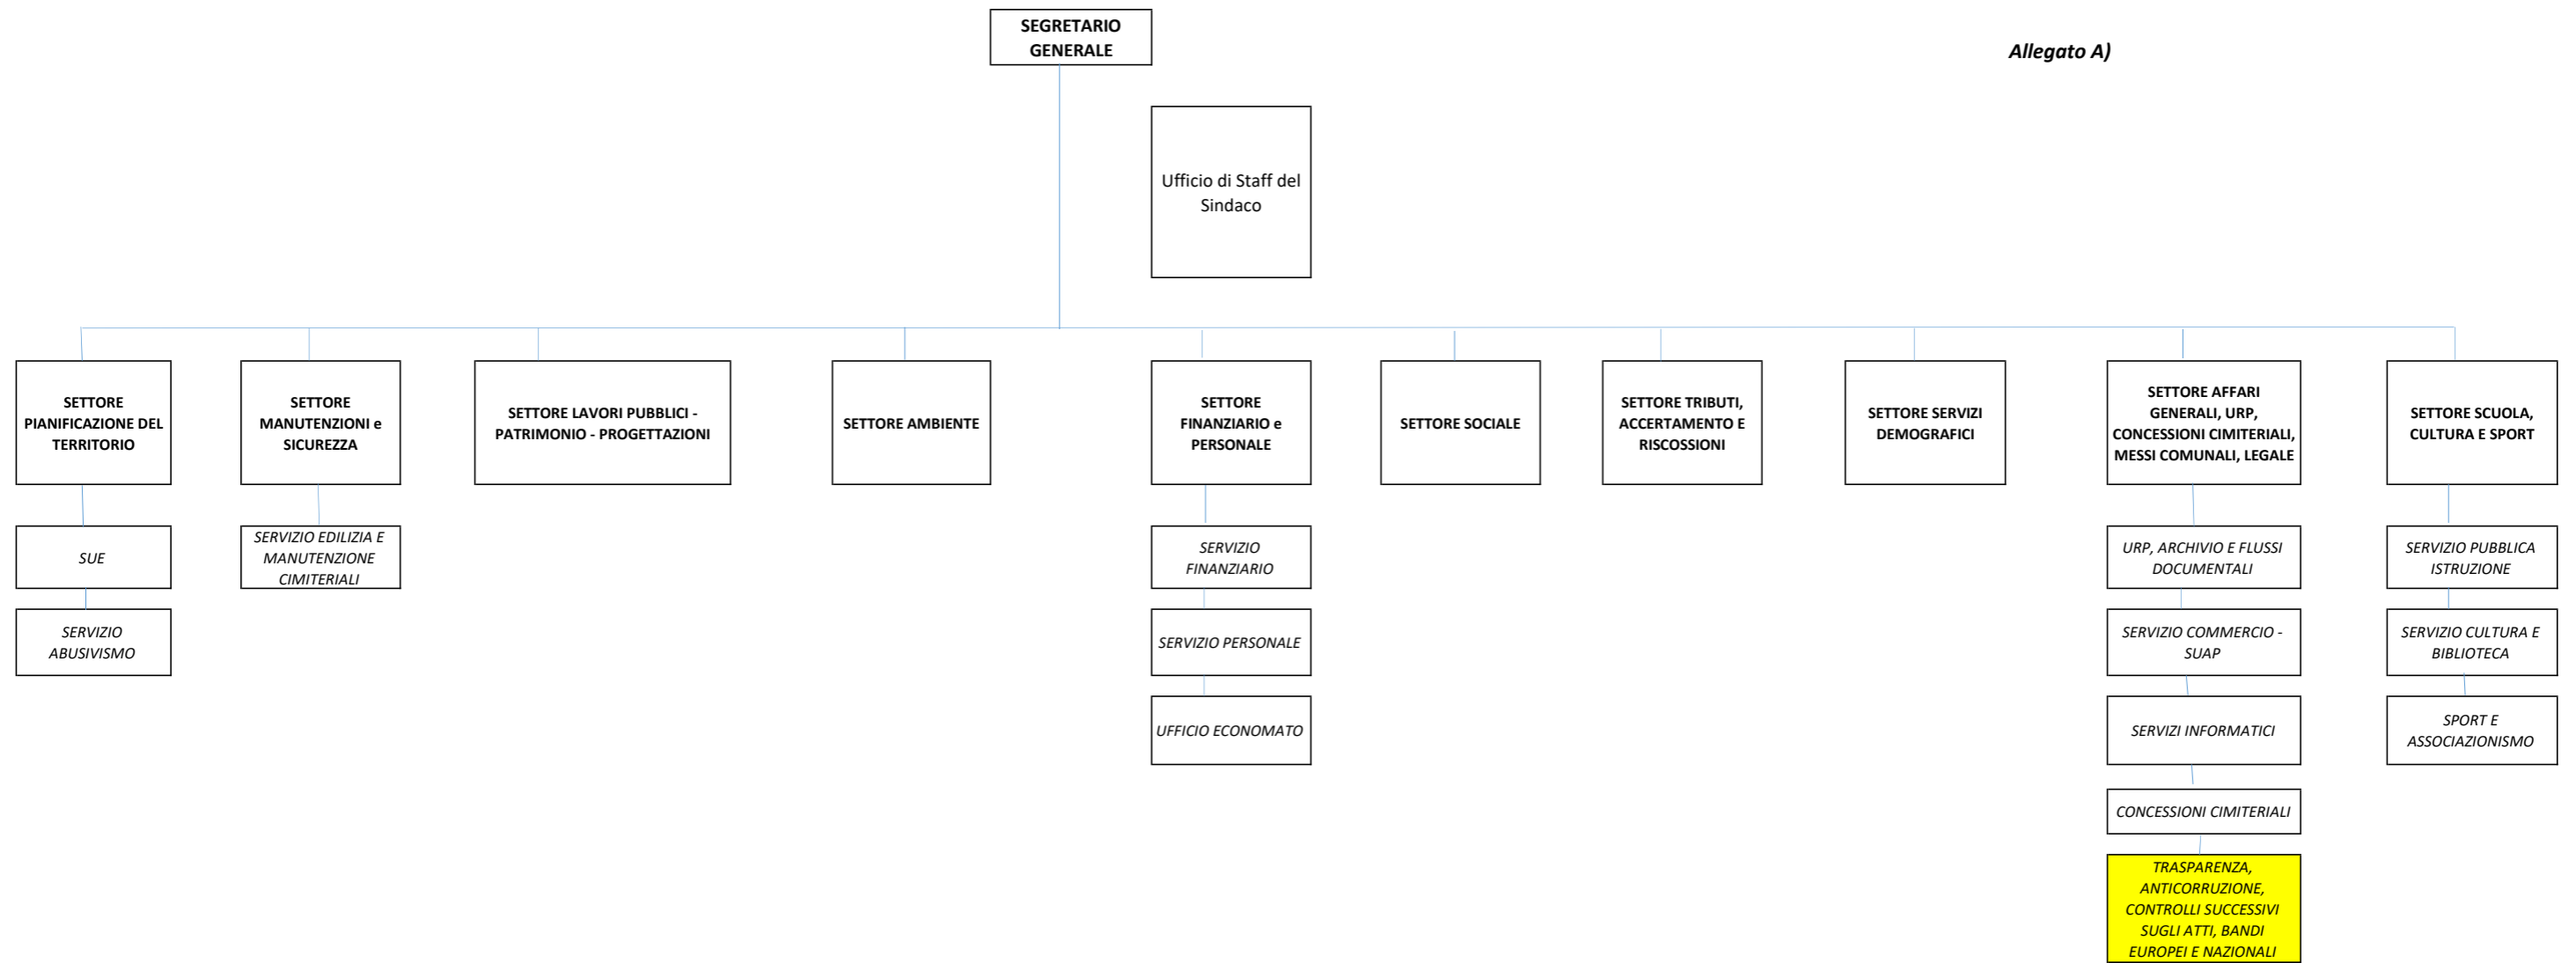 SEGRETARIO
GENERALE
Allegato A)
Ufficio di Staff del
Sindaco
SETTORE
PIANIFICAZIONE DEL
TERRITORIO
SETTORE
MANUTENZIONI e
SICUREZZA
SETTORE LAVORI PUBBLICI -
PATRIMONIO - PROGETTAZIONI
SETTORE AMBIENTE
SETTORE
FINANZIARIO e
PERSONALE
SETTORE SOCIALE
SETTORE TRIBUTI,
ACCERTAMENTO E
RISCOSSIONI
SETTORE SERVIZI
DEMOGRAFICI
SETTORE AFFARI
GENERALI, URP,
CONCESSIONI CIMITERIALI,
MESSI COMUNALI, LEGALE
SETTORE SCUOLA,
CULTURA E SPORT
SUE
SERVIZIO EDILIZIA E
MANUTENZIONE
CIMITERIALI
SERVIZIO
FINANZIARIO
URP, ARCHIVIO E FLUSSI
DOCUMENTALI
SERVIZIO PUBBLICA
ISTRUZIONE
SERVIZIO
ABUSIVISMO
SERVIZIO PERSONALE
SERVIZIO COMMERCIO -
SUAP
SERVIZIO CULTURA E
BIBLIOTECA
UFFICIO ECONOMATO
SERVIZI INFORMATICI
SPORT E
ASSOCIAZIONISMO
CONCESSIONI CIMITERIALI
TRASPARENZA,
ANTICORRUZIONE,
CONTROLLI SUCCESSIVI
SUGLI ATTI, BANDI
EUROPEI E NAZIONALI